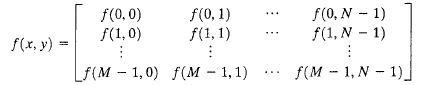 f(x, y) =
f(0, 0) f(0, 1) ⋯ f(0, N − 1)
f(1, 0) f(1, 1) ⋯ f(1, N − 1)
⋮ ⋮ ⋮
f(M − 1, 0) f(M − 1, 1) ⋯ f(M − 1, N − 1)